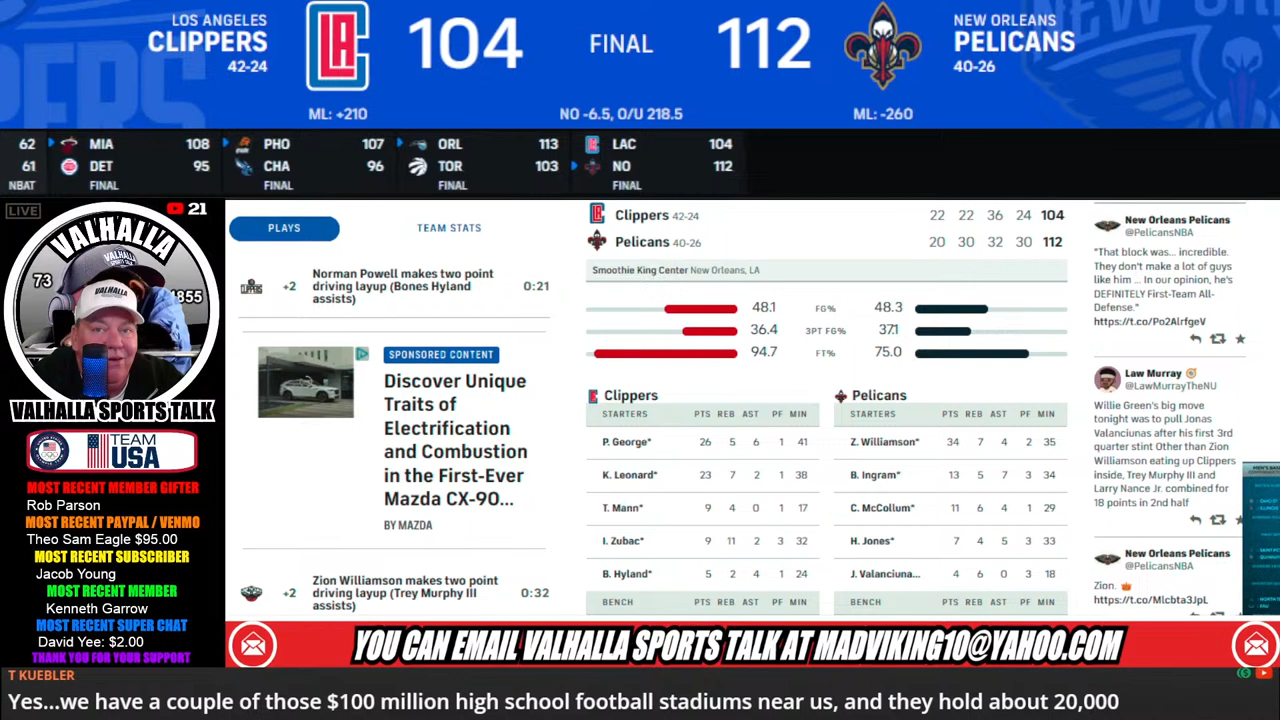 LOS ANGELES
CLIPPERS
42-24
LA
104
FINAL
112
NEW ORLEANS
PELICANS
40-26
ML: +210
NO -6.5, O/U 218.5
ML: -260
62 MIA 108 PHO 107 ORL 113 LAC 104
61 DET 95 CHA 96 TOR 103 NO 112
NBAT FINAL FINAL FINAL FINAL
LIVE
21
VALHALLA
VALHALLA
VALHALLA
73
1855
VALHALLA SPORTS TALK
TEAM
USA
MOST RECENT MEMBER GIFTER
Rob Parson
MOST RECENT PAYPAL / VENMO
Theo Sam Eagle $95.00
MOST RECENT SUBSCRIBER
Jacob Young
MOST RECENT MEMBER
Kenneth Garrow
MOST RECENT SUPER CHAT
David Yee: $2.00
THANK YOU FOR YOUR SUPPORT
PLAYS
TEAM STATS
Norman Powell makes two point
+2 driving layup (Bones Hyland 0:21
assists)
SPONSORED CONTENT
Discover Unique
Traits of
Electrification
and Combustion
in the First-Ever
Mazda CX-90...
BY MAZDA
Zion Williamson makes two point
+2 driving layup (Trey Murphy III 0:32
assists)
Clippers 42-24 22 22 36 24 104
Pelicans 40-26 20 30 32 30 112
Smoothie King Center New Orleans, LA
48.1 FG% 48.3
36.4 3PT FG% 37.1
94.7 FT% 75.0
Clippers
STARTERS PTS REB AST PF MIN
P. George* 26 5 6 1 41
K. Leonard* 23 7 2 1 38
T. Mann* 9 4 0 1 17
I. Zubac* 9 11 2 3 32
B. Hyland* 5 2 4 1 24
BENCH PTS REB AST PF MIN
Pelicans
STARTERS PTS REB AST PF MIN
Z. Williamson* 34 7 4 2 35
B. Ingram* 13 5 7 3 34
C. McCollum* 11 6 4 1 29
H. Jones* 7 4 5 3 33
J. Valanciuna... 4 6 0 3 18
BENCH PTS REB AST PF MIN
New Orleans Pelicans
@PelicansNBA
"That block was... incredible.
They don't make a lot of guys
like him ... In our opinion, he's
DEFINITELY First-Team All-
Defense."
https://t.co/Po2AlrfgeV
Law Murray
@LawMurrayTheNU
Willie Green's big move
tonight was to pull Jonas
Valanciunas after his first 3rd
quarter stint Other than Zion
Williamson eating up Clippers
inside, Trey Murphy III and
Larry Nance Jr. combined for
18 points in 2nd half
New Orleans Pelicans
@PelicansNBA
Zion.
https://t.co/Mlcbta3JpL
YOU CAN EMAIL VALHALLA SPORTS TALK AT MADVIKING10@YAHOO.COM
T KUEBLER
Yes...we have a couple of those $100 million high school football stadiums near us, and they hold about 20,000